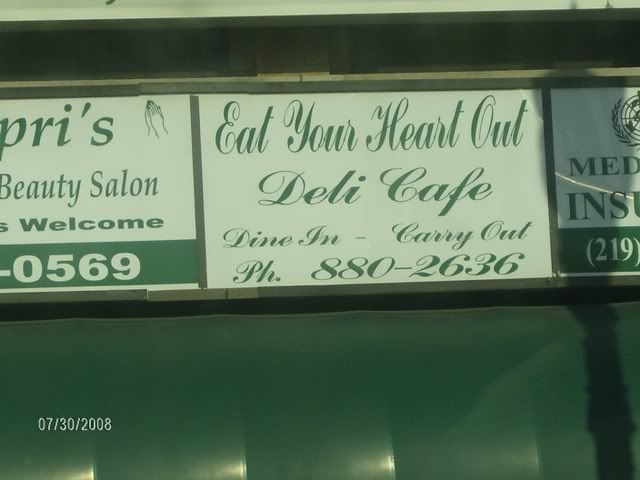 pri's
Beauty Salon
s Welcome
-0569
Eat Your Heart Out
Deli Cafe
Dine In - Carry Out
Ph. 880-2636
MED
INSU
(219)
07/30/2008